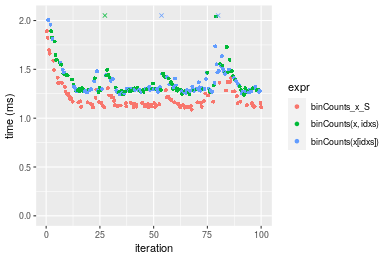 2.0
1.5
1.0
0.5
0.0
time (ms)
0
25
50
75
100
iteration
expr
binCounts_x_S
binCounts(x, idxs)
binCounts(x[idxs])